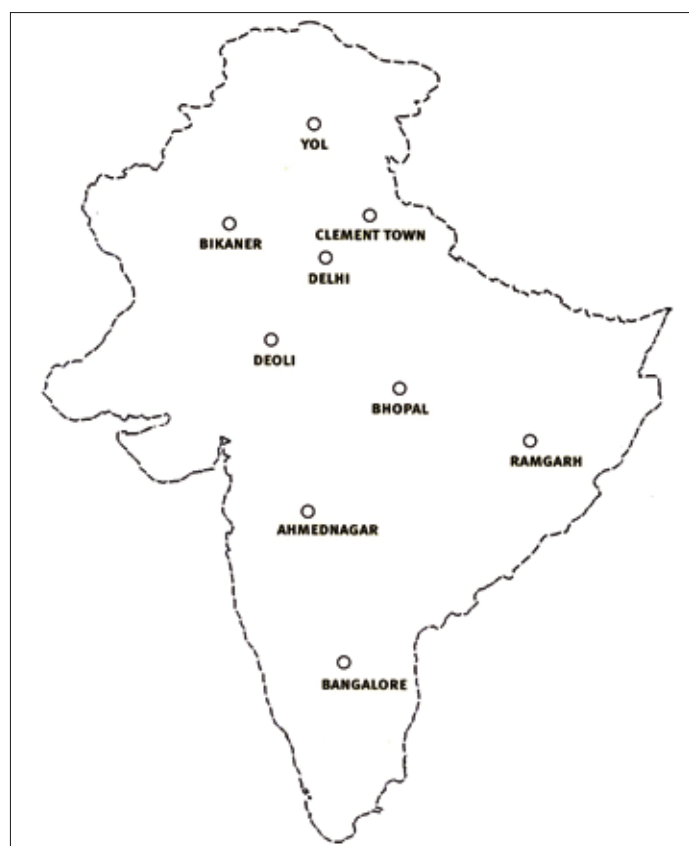 YOL
CLEMENT TOWN
BIKANER
DELHI
DEOLI
BHOPAL
RAMGARH
AHMEDNAGAR
BANGALORE